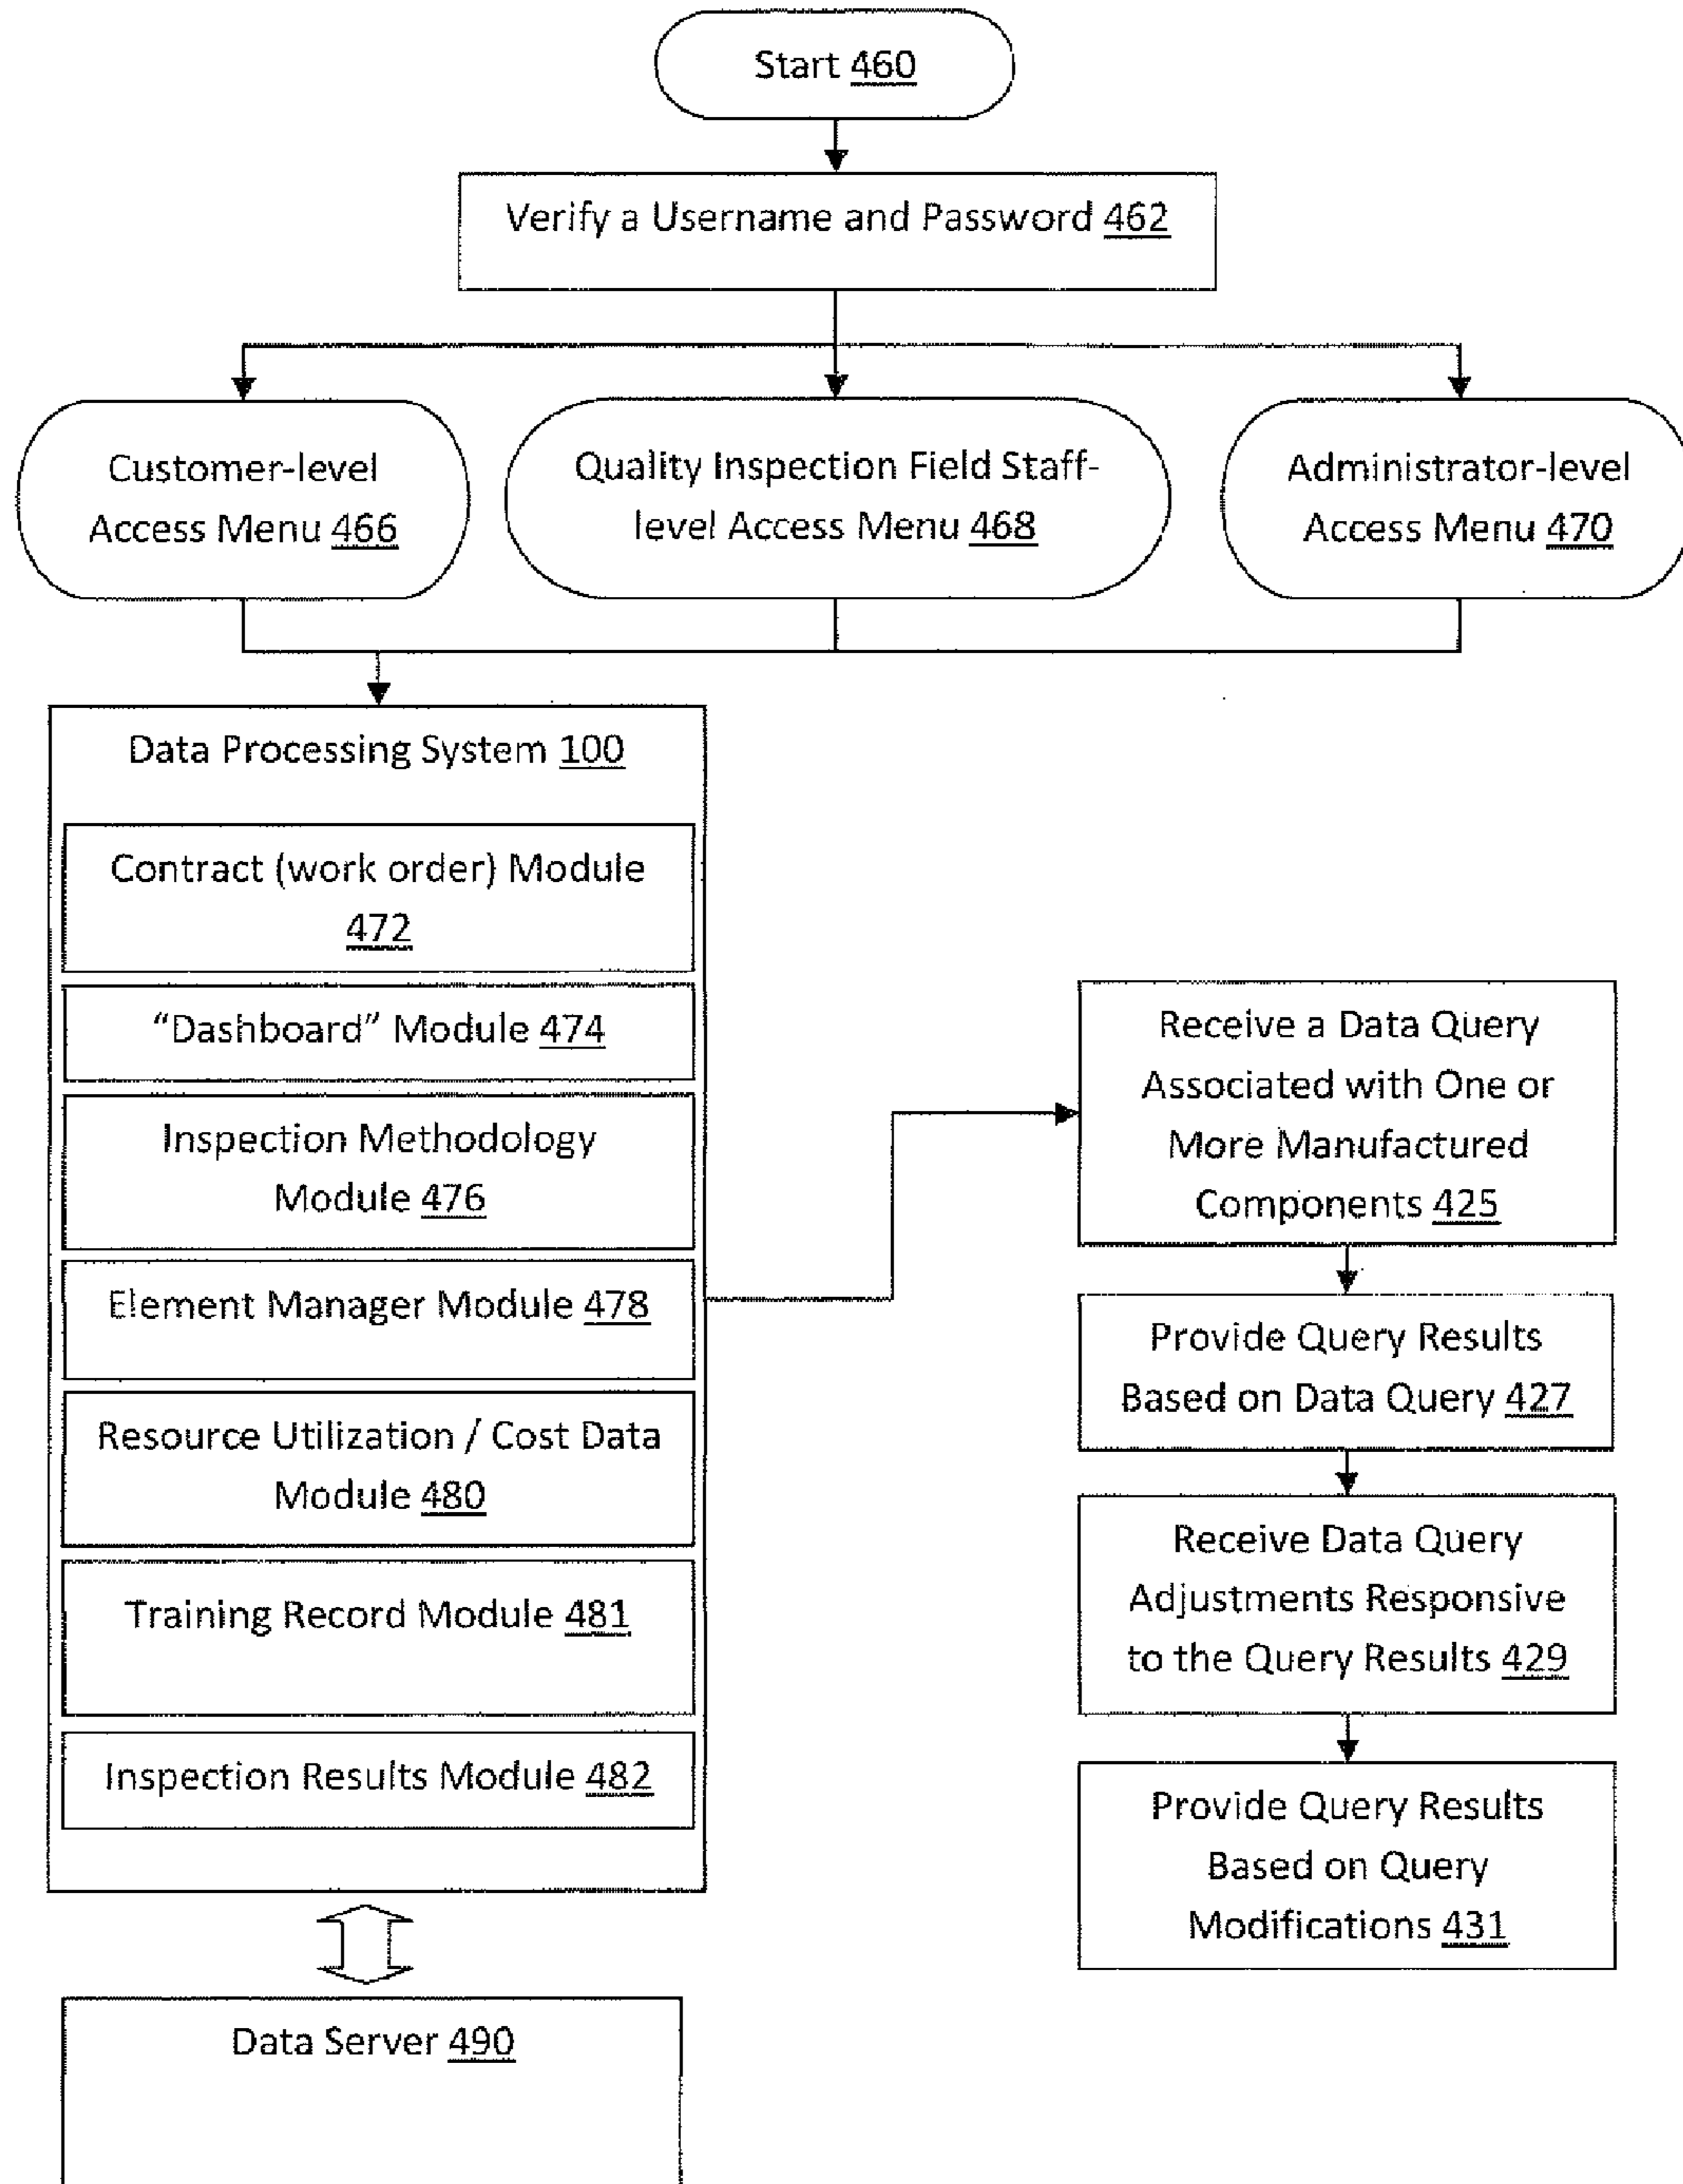 Start 460
Verify a Username and Password 462
Customer-level
Access Menu 466
Quality Inspection Field Staff-
level Access Menu 468
Administrator-level
Access Menu 470
Data Processing System 100
Contract (work order) Module
472
“Dashboard” Module 474
Inspection Methodology
Module 476
Element Manager Module 478
Resource Utilization / Cost Data
Module 480
Training Record Module 481
Inspection Results Module 482
Data Server 490
Receive a Data Query
Associated with One or
More Manufactured
Components 425
Provide Query Results
Based on Data Query 427
Receive Data Query
Adjustments Responsive
to the Query Results 429
Provide Query Results
Based on Query
Modifications 431